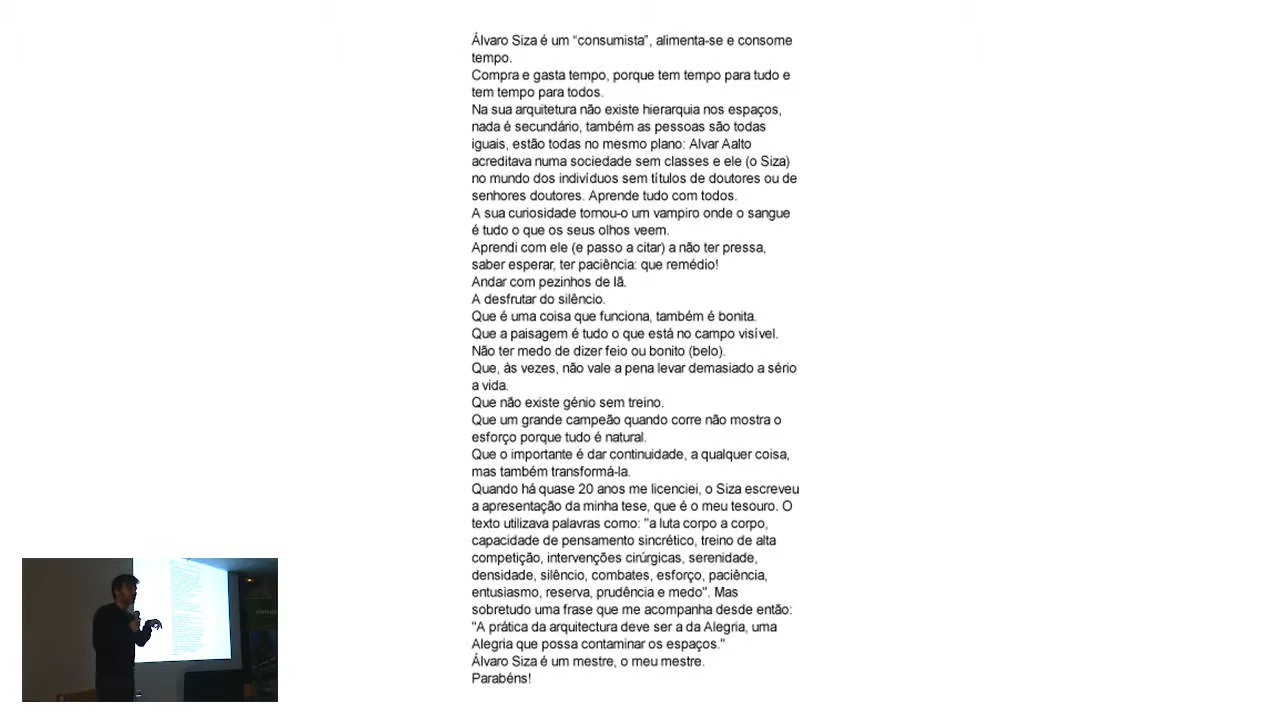 Álvaro Siza é um “consumista”, alimenta-se e consome
tempo.
Compra e gasta tempo, porque tem tempo para tudo e
tem tempo para todos.
Na sua arquitetura não existe hierarquia nos espaços,
nada é secundário, também as pessoas são todas
iguais, estão todas no mesmo plano: Alvar Aalto
acreditava numa sociedade sem classes e ele (o Siza)
no mundo dos indivíduos sem títulos de doutores ou de
senhores doutores. Aprende tudo com todos.
A sua curiosidade tornou-o um vampiro onde o sangue
é tudo o que os seus olhos veem.
Aprendi com ele (e passo a citar) a não ter pressa,
saber esperar, ter paciência: que remédio!
Andar com pezinhos de lã.
A desfrutar do silêncio.
Que é uma coisa que funciona, também é bonita.
Que a paisagem é tudo o que está no campo visível.
Não ter medo de dizer feio ou bonito (belo).
Que, às vezes, não vale a pena levar demasiado a sério
a vida.
Que não existe génio sem treino.
Que um grande campeão quando corre não mostra o
esforço porque tudo é natural.
Que o importante é dar continuidade, a qualquer coisa,
mas também transformá-la.
Quando há quase 20 anos me licenciei, o Siza escreveu
a apresentação da minha tese, que é o meu tesouro. O
texto utilizava palavras como: "a luta corpo a corpo,
capacidade de pensamento sincrético, treino de alta
competição, intervenções cirúrgicas, serenidade,
densidade, silêncio, combates, esforço, paciência,
entusiasmo, reserva, prudência e medo". Mas
sobretudo uma frase que me acompanha desde então:
"A prática da arquitectura deve ser a da Alegria, uma
Alegria que possa contaminar os espaços."
Álvaro Siza é um mestre, o meu mestre.
Parabéns!